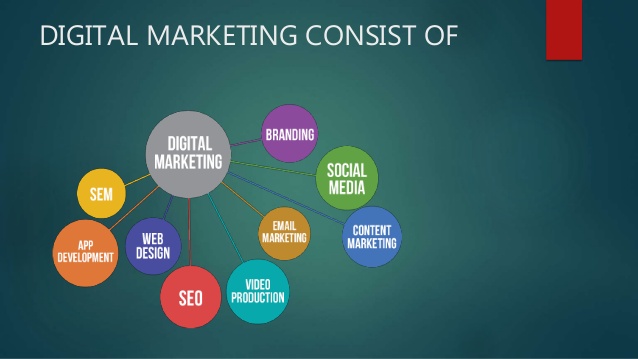 DIGITAL MARKETING CONSIST OF
DIGITAL
MARKETING
BRANDING
SOCIAL
MEDIA
SEM
EMAIL
MARKETING
CONTENT
MARKETING
APP
DEVELOPMENT
WEB
DESIGN
SEO
VIDEO
PRODUCTION